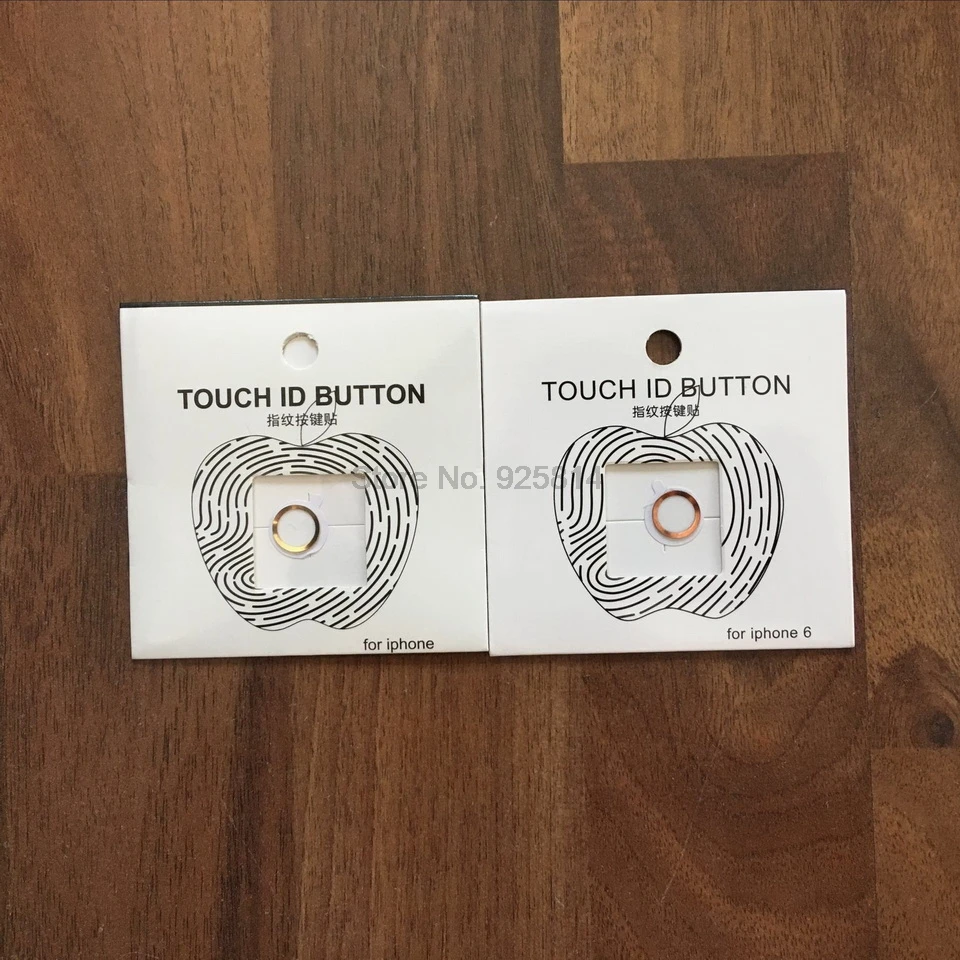 TOUCH ID BUTTON
指纹按键贴
for iphone
TOUCH ID BUTTON
指纹按键贴
for iphone 6
Store No. 925814